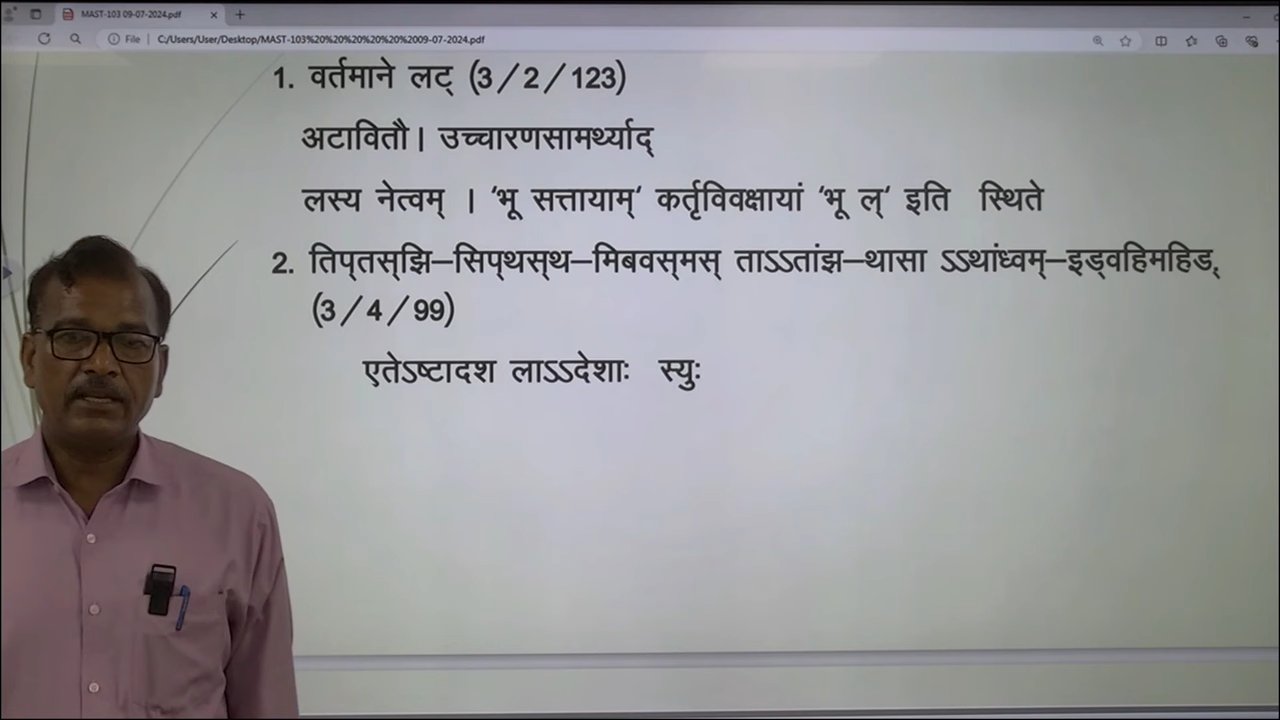 MAST-103 09-07-2024.pdf
File | C:/Users/User/Desktop/MAST-103%20%20%20%20%20%2009-07-2024.pdf
1. वर्तमाने लट् (3/2/123)
अटावितौ। उच्चारणसामर्थ्याद्
लस्य नेत्वम् । ‘भू सत्तायाम्‘ कर्तृविवक्षायां ‘भू ल्‘ इति स्थिते
2. तिप्‌तस्‌झि–सिप्‌थस्‌थ–मिबवस्‌मस् ताऽऽतांझ–थासा ऽऽथांध्वम्–इड्वहिमहिड्.
(3/4/99)
एतेऽष्टादश लाऽऽदेशाः स्युः